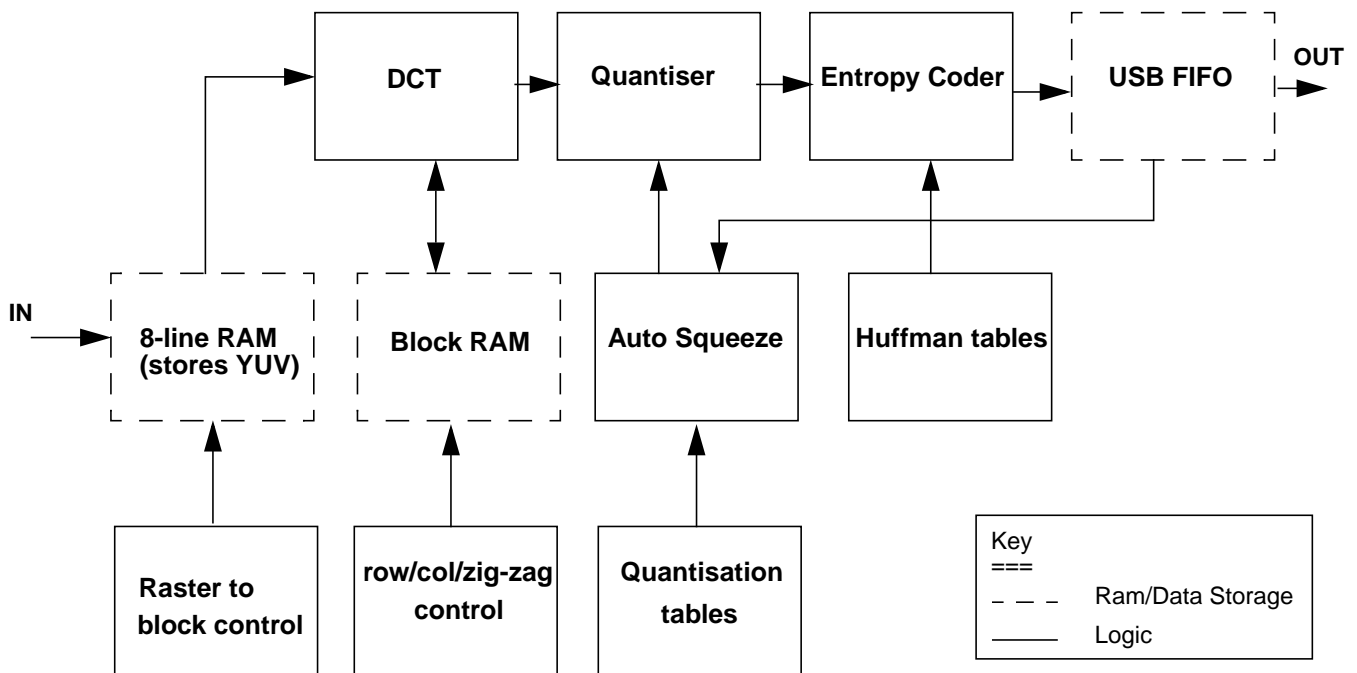 DCT
Quantiser
Entropy Coder
USB FIFO
OUT
IN
8-line RAM
(stores YUV)
Block RAM
Auto Squeeze
Huffman tables
Raster to
block control
row/col/zig-zag
control
Quantisation
tables
Key
===
Ram/Data Storage
Logic